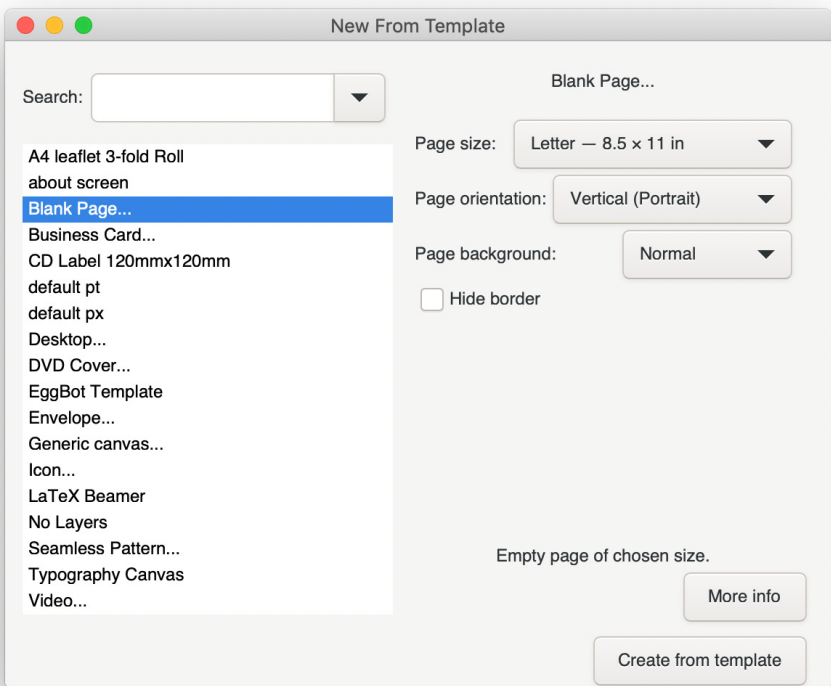 New From Template
Search:
A4 leaflet 3-fold Roll
about screen
Blank Page...
Business Card...
CD Label 120mmx120mm
default pt
default px
Desktop...
DVD Cover...
EggBot Template
Envelope...
Generic canvas...
Icon...
LaTeX Beamer
No Layers
Seamless Pattern...
Typography Canvas
Video...
Blank Page...
Page size: Letter — 8.5 × 11 in
Page orientation: Vertical (Portrait)
Page background: Normal
Hide border
Empty page of chosen size.
More info
Create from template